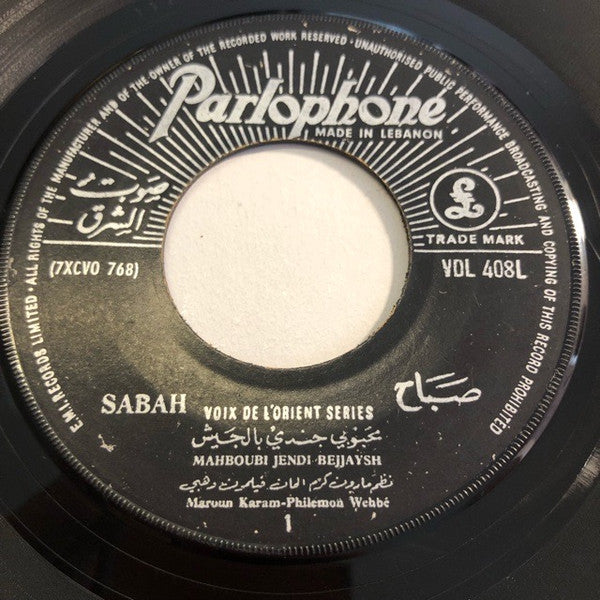 E.M.I. RECORDS LIMITED · ALL RIGHTS OF THE MANUFACTURER AND OF THE OWNER OF THE RECORDED WORK RESERVED · UNAUTHORISED PUBLIC PERFORMANCE BROADCASTING AND COPYING OF THIS RECORD PROHIBITED
Parlophone
MADE IN LEBANON
صوت
الشرق
£
TRADE MARK
(7XCVO 768)
VDL 408L
SABAH
صباح
VOIX DE L'ORIENT SERIES
محبوبي جندي بالجيش
MAHBOUBI JENDI BEJJAYSH
نظم مارون كرم الحان فيلمون وهبي
Maroun Karam-Philemon Wehbé
1